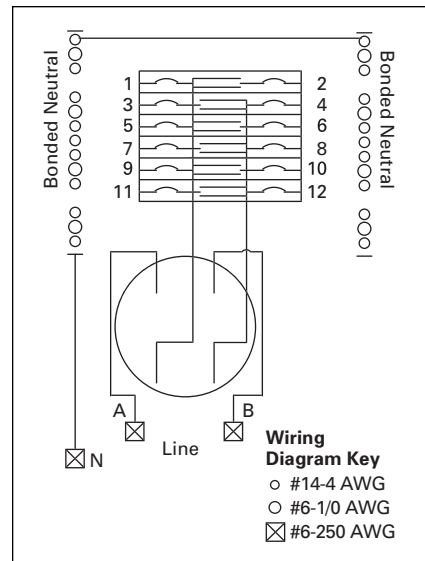 Bonded Neutral
Bonded Neutral
1 2
3 4
5 6
7 8
9 10
11 12
A B
N
Line
Wiring
Diagram Key
#14-4 AWG
#6-1/0 AWG
#6-250 AWG